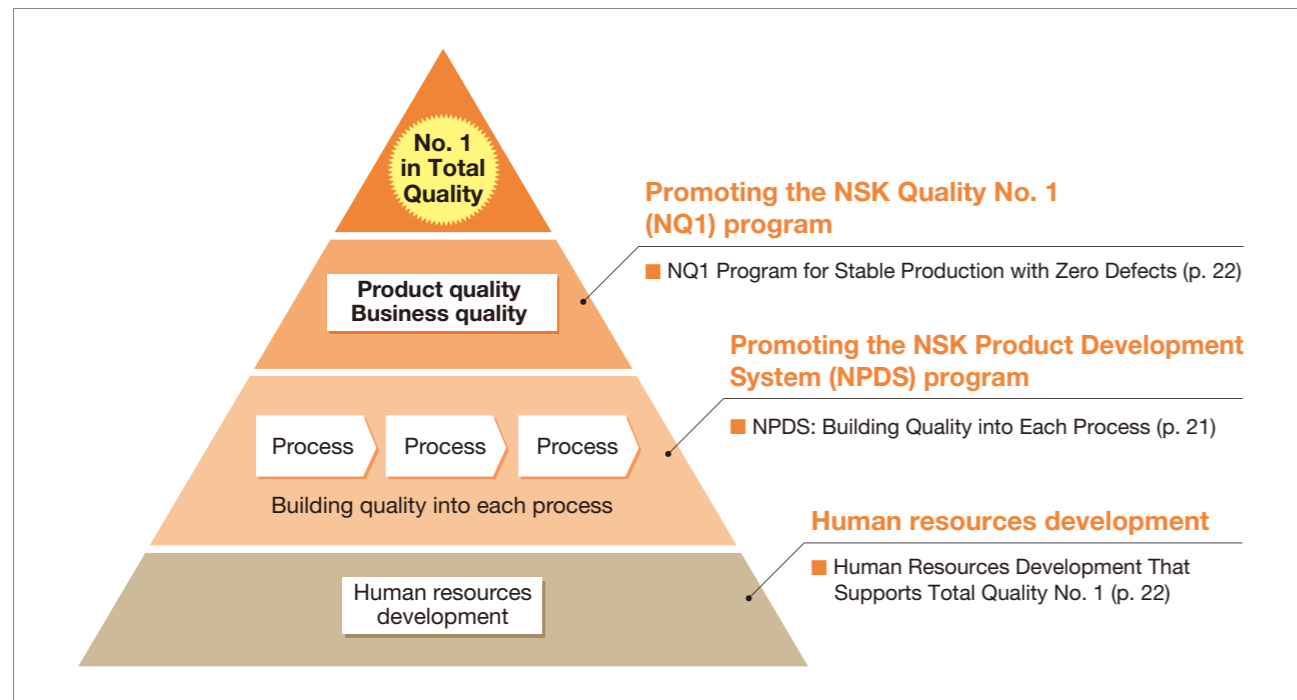 No. 1
in Total
Quality
Promoting the NSK Quality No. 1
(NQ1) program
■ NQ1 Program for Stable Production with Zero Defects (p. 22)
Product quality
Business quality
Promoting the NSK Product Development
System (NPDS) program
■ NPDS: Building Quality into Each Process (p. 21)
Process
Process
Process
Building quality into each process
Human resources development
■ Human Resources Development That
Supports Total Quality No. 1 (p. 22)
Human resources
development